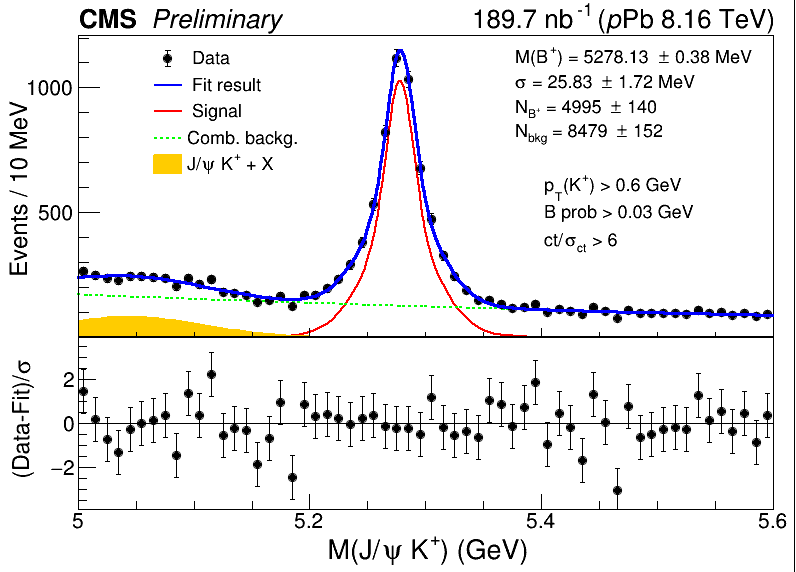 CMS Preliminary 189.7 nb⁻¹ (pPb 8.16 TeV)
Events / 10 MeV
1000
500
Data
Fit result
Signal
Comb. backg.
J/ψ K⁺ + X
M(B⁺) = 5278.13 ± 0.38 MeV
σ = 25.83 ± 1.72 MeV
N_B⁺ = 4995 ± 140
N_bkg = 8479 ± 152
p_T(K⁺) > 0.6 GeV
B prob > 0.03 GeV
ct/σ_ct > 6
(Data-Fit)/σ
2
0
−2
5 5.2 5.4 5.6
M(J/ψ K⁺) (GeV)